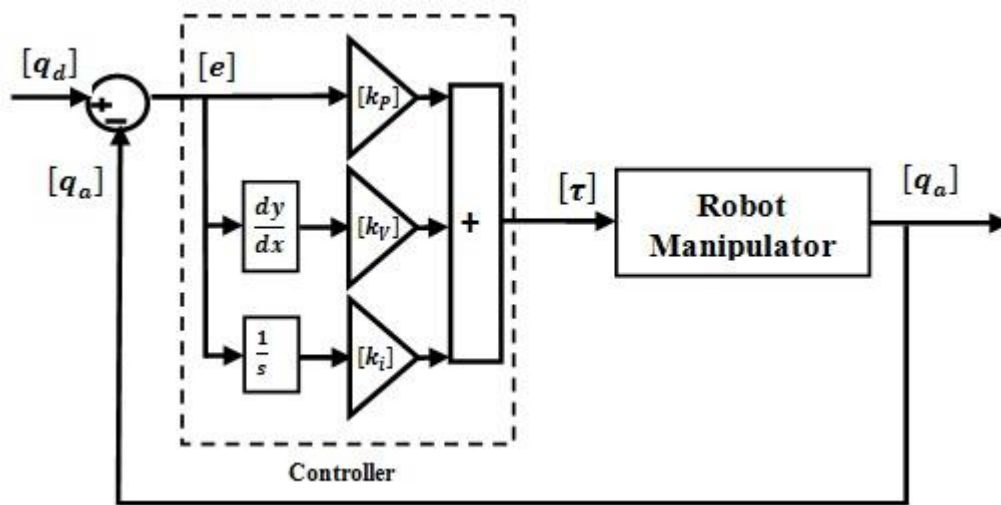 [q_d]
+
−
[e]
[q_a]
[k_P]
dy
dx
[k_V]
1
s
[k_i]
+
[τ]
Robot
Manipulator
[q_a]
Controller